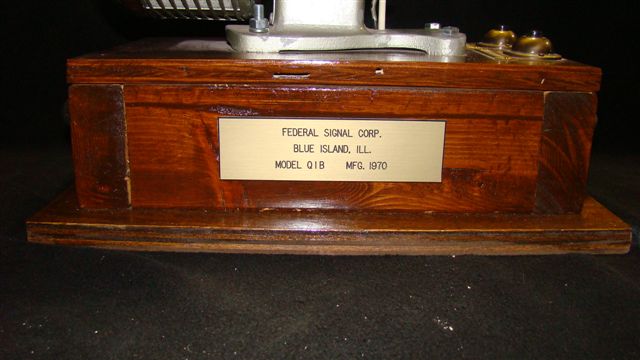 FEDERAL SIGNAL CORP.
BLUE ISLAND, ILL.
MODEL Q1B MFG. 1970